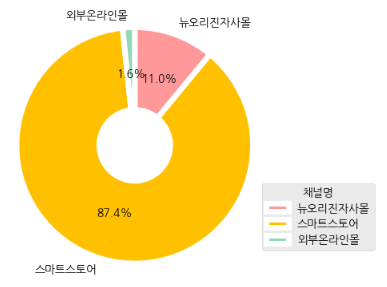 외부온라인몰
뉴오리진자사몰
1.6%
11.0%
87.4%
스마트스토어
채널명
뉴오리진자사몰
스마트스토어
외부온라인몰